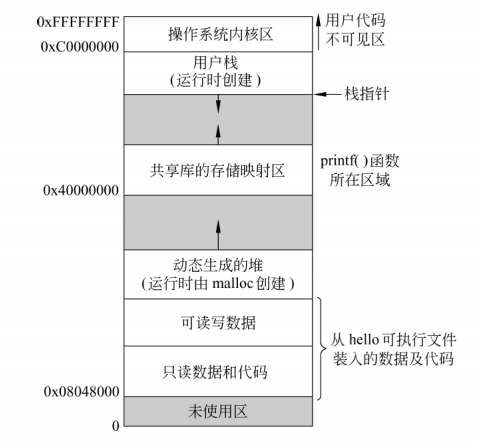 0xFFFFFFFF
操作系统内核区
用户代码
不可见区
0xC0000000
用户栈
(运行时创建)
栈指针
共享库的存储映射区
printf( )函数
所在区域
0x40000000
动态生成的堆
(运行时由 malloc 创建)
可读写数据
从 hello 可执行文件
装入的数据及代码
只读数据和代码
0x08048000
未使用区
0